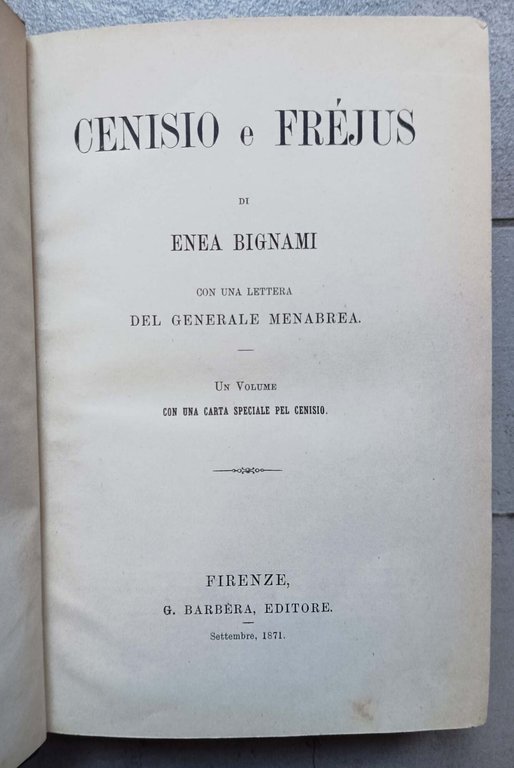 CENISIO e FRÉJUS
DI
ENEA BIGNAMI
CON UNA LETTERA
DEL GENERALE MENABREA.
Un Volume
CON UNA CARTA SPECIALE PEL CENISIO.
FIRENZE,
G. BARBÈRA, EDITORE.
Settembre, 1871.